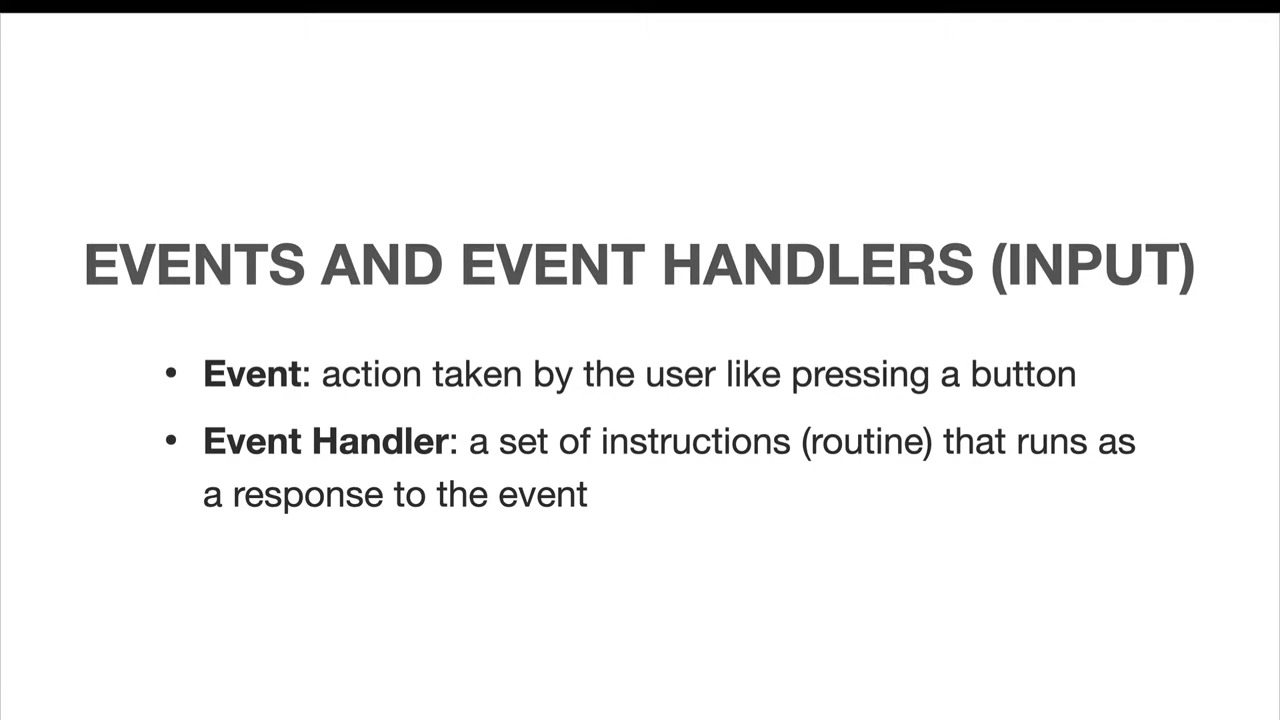 EVENTS AND EVENT HANDLERS (INPUT)
• Event: action taken by the user like pressing a button
• Event Handler: a set of instructions (routine) that runs as
a response to the event